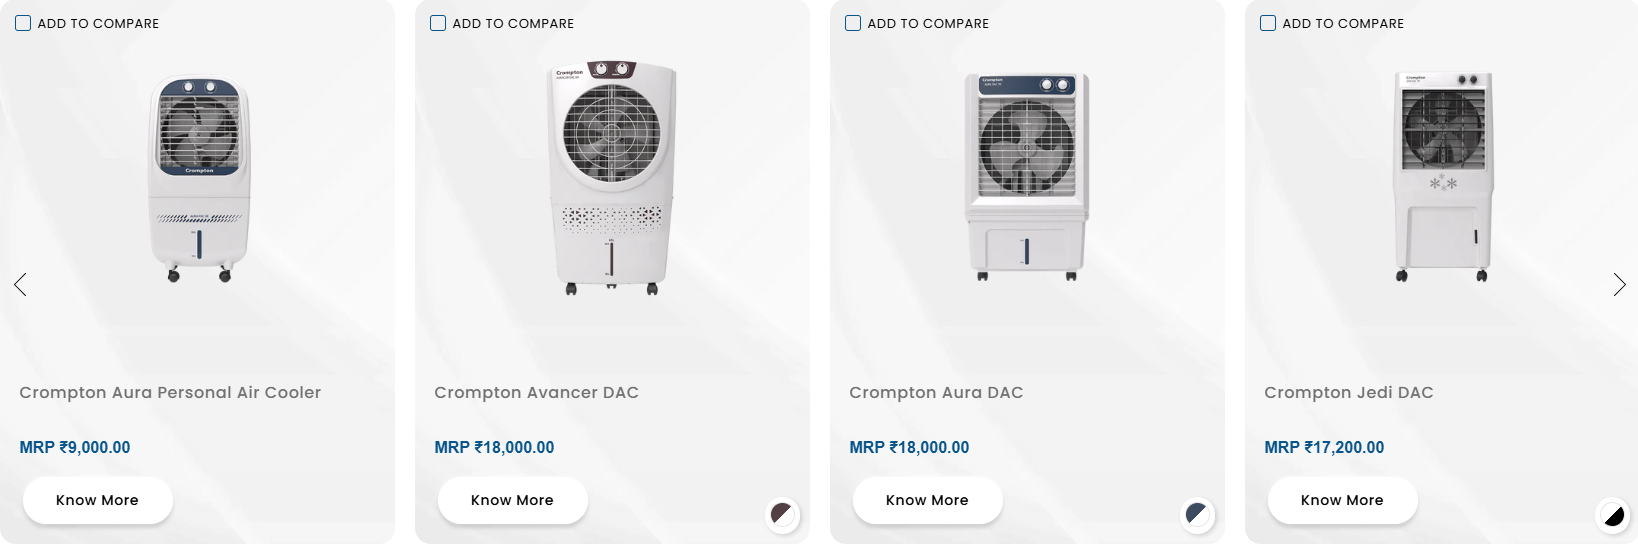 ADD TO COMPARE
Crompton
Crompton Aura Personal Air Cooler
MRP ₹9,000.00
Know More
ADD TO COMPARE
Crompton
Crompton Avancer DAC
MRP ₹18,000.00
Know More
ADD TO COMPARE
Crompton
Crompton Aura DAC
MRP ₹18,000.00
Know More
ADD TO COMPARE
Crompton
Crompton Jedi DAC
MRP ₹17,200.00
Know More